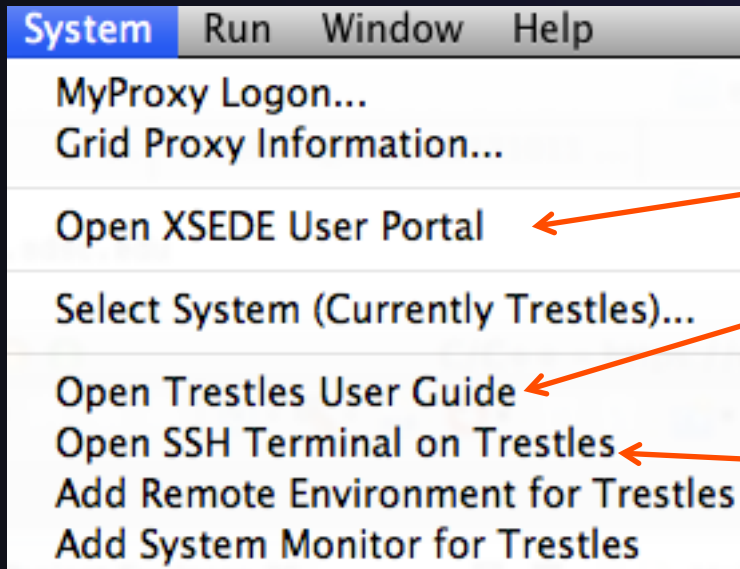 System Run Window Help
MyProxy Logon...
Grid Proxy Information...
Open XSEDE User Portal
Select System (Currently Trestles)...
Open Trestles User Guide
Open SSH Terminal on Trestles
Add Remote Environment for Trestles
Add System Monitor for Trestles